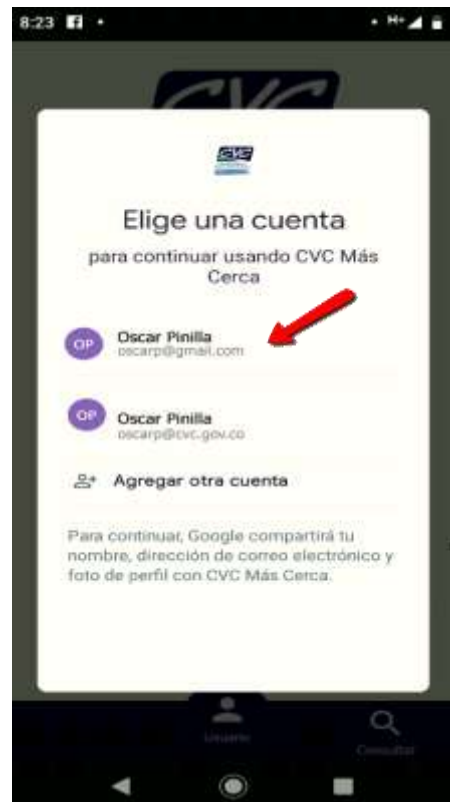 8:23
H+
CVC
CVC
Elige una cuenta
para continuar usando CVC Más
Cerca
OP
Oscar Pinilla
oscarp@gmail.com
OP
Oscar Pinilla
oscarp@cvc.gov.co
Agregar otra cuenta
Para continuar, Google compartirá tu
nombre, dirección de correo electrónico y
foto de perfil con CVC Más Cerca.
Usuario
Consultar